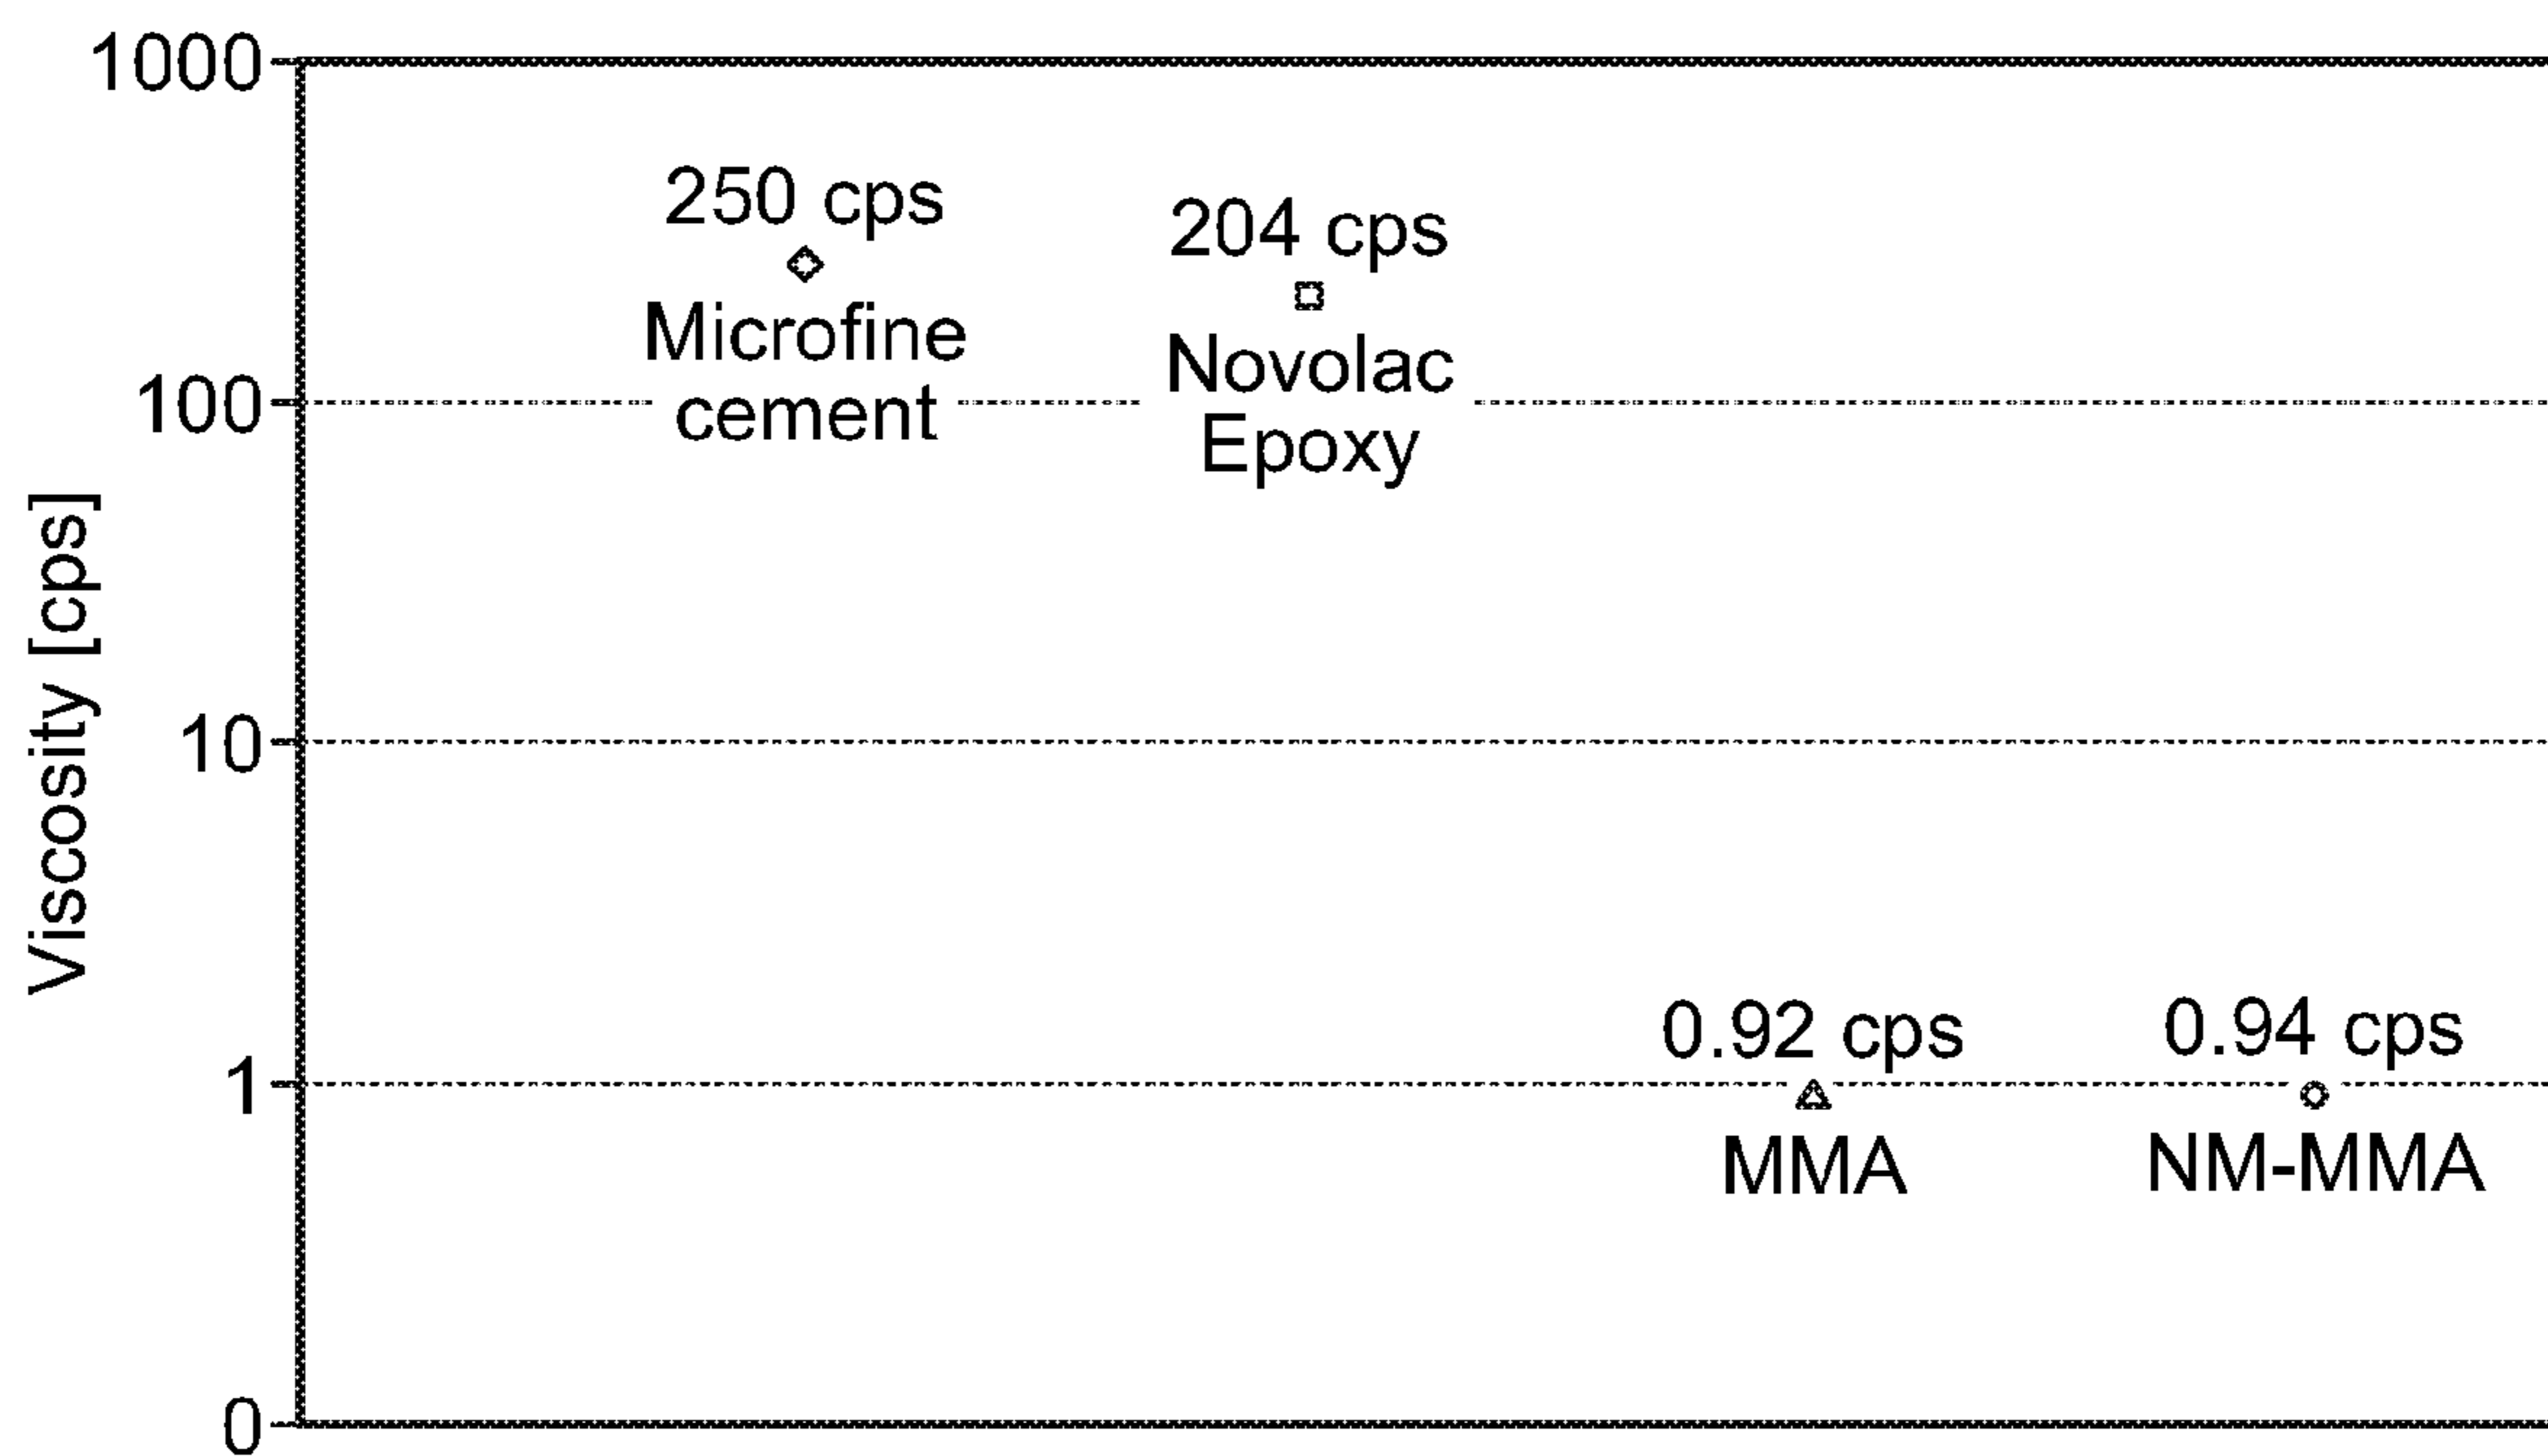 1000
250 cps
204 cps
Microfine
cement
Novolac
Epoxy
100
Viscosity [cps]
10
0.92 cps
0.94 cps
1
MMA
NM-MMA
0